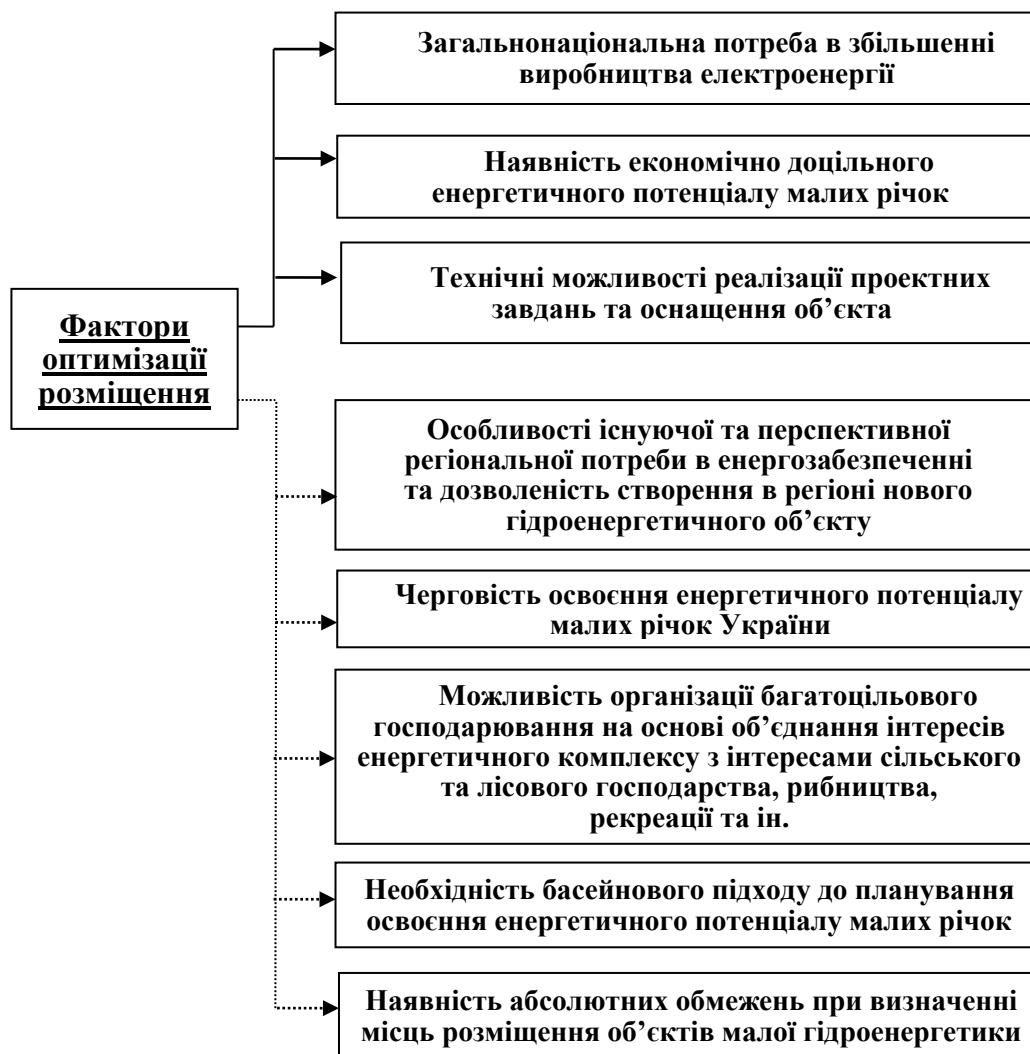 Загальнонаціональна потреба в збільшенні
виробництва електроенергії
Наявність економічно доцільного
енергетичного потенціалу малих річок
Технічні можливості реалізації проектних
завдань та оснащення об’єкта
Фактори
оптимізації
розміщення
Особливості існуючої та перспективної
регіональної потреби в енергозабезпеченні
та дозволеність створення в регіоні нового
гідроенергетичного об’єкту
Черговість освоєння енергетичного потенціалу
малих річок України
Можливість організації багатоцільового
господарювання на основі об’єднання інтересів
енергетичного комплексу з інтересами сільського
та лісового господарства, рибництва,
рекреації та ін.
Необхідність басейнового підходу до планування
освоєння енергетичного потенціалу малих річок
Наявність абсолютних обмежень при визначенні
місць розміщення об’єктів малої гідроенергетики